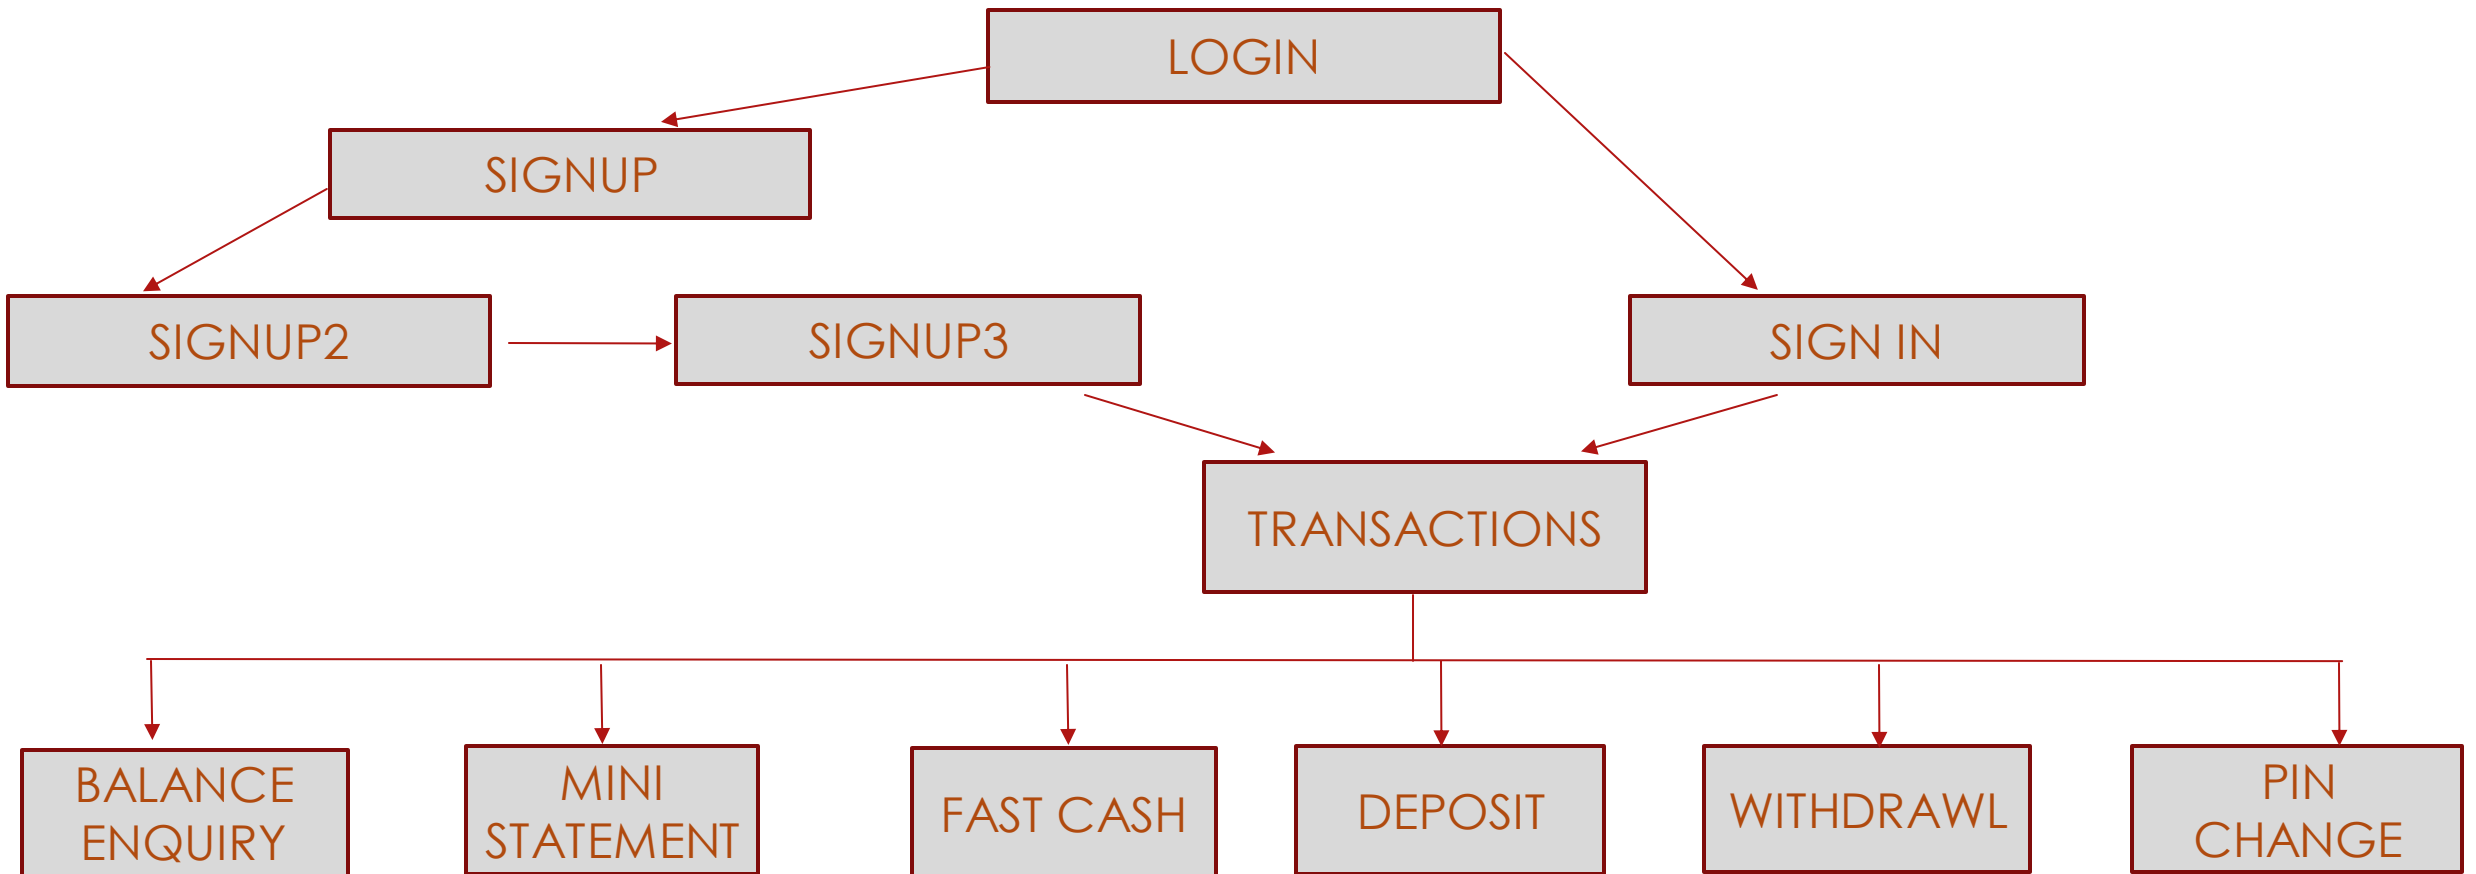 LOGIN
SIGNUP
SIGNUP2
SIGNUP3
SIGN IN
TRANSACTIONS
BALANCE
ENQUIRY
MINI
STATEMENT
FAST CASH
DEPOSIT
WITHDRAWL
PIN
CHANGE